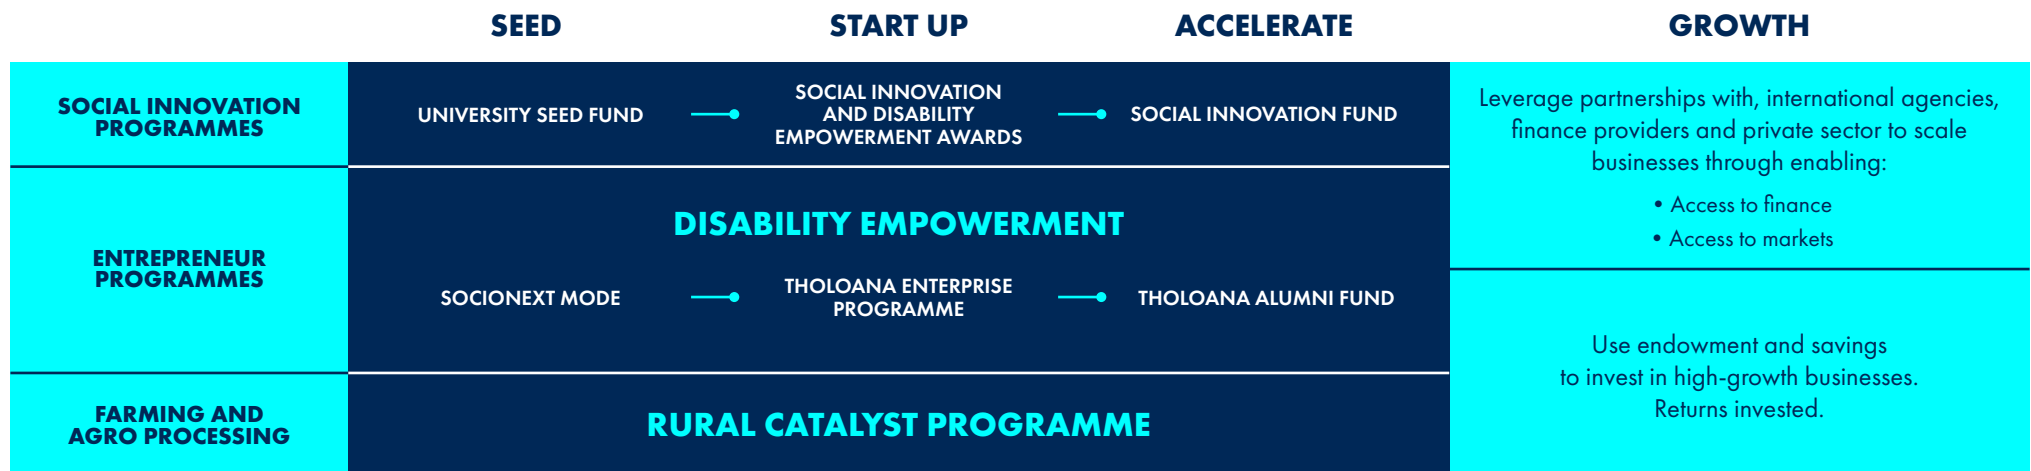 SEED
START UP
ACCELERATE
GROWTH
SOCIAL INNOVATION
PROGRAMMES
UNIVERSITY SEED FUND
SOCIAL INNOVATION
AND DISABILITY
EMPOWERMENT AWARDS
SOCIAL INNOVATION FUND
Leverage partnerships with, international agencies,
finance providers and private sector to scale
businesses through enabling:
• Access to finance
• Access to markets
ENTREPRENEUR
PROGRAMMES
DISABILITY EMPOWERMENT
SOCIONEXT MODE
THOLOANA ENTERPRISE
PROGRAMME
THOLOANA ALUMNI FUND
Use endowment and savings
to invest in high-growth businesses.
Returns invested.
FARMING AND
AGRO PROCESSING
RURAL CATALYST PROGRAMME